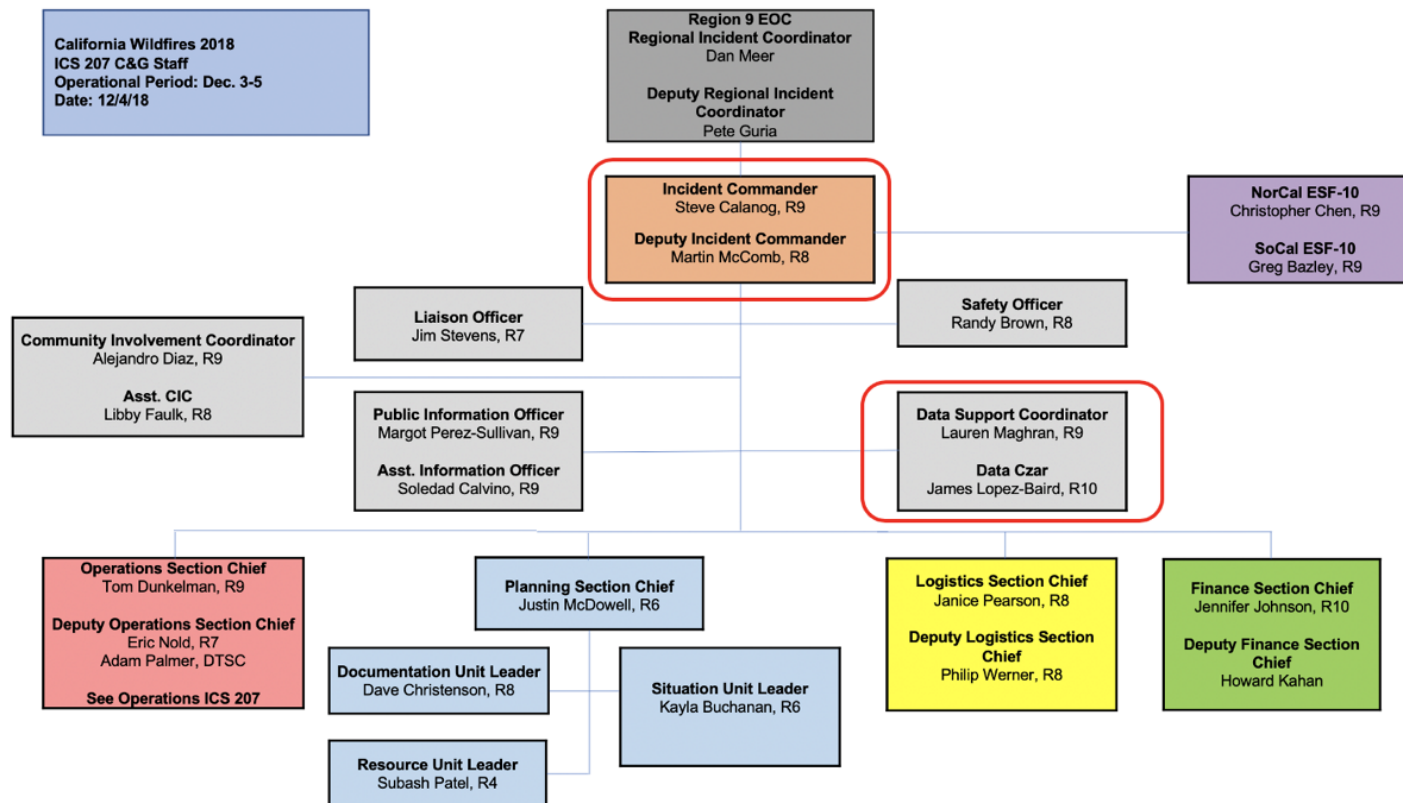 California Wildfires 2018
ICS 207 C&G Staff
Operational Period: Dec. 3-5
Date: 12/4/18
Region 9 EOC
Regional Incident Coordinator
Dan Meer
Deputy Regional Incident
Coordinator
Pete Guria
Incident Commander
Steve Calanog, R9
Deputy Incident Commander
Martin McComb, R8
NorCal ESF-10
Christopher Chen, R9
SoCal ESF-10
Greg Bazley, R9
Liaison Officer
Jim Stevens, R7
Safety Officer
Randy Brown, R8
Community Involvement Coordinator
Alejandro Diaz, R9
Asst. CIC
Libby Faulk, R8
Public Information Officer
Margot Perez-Sullivan, R9
Asst. Information Officer
Soledad Calvino, R9
Data Support Coordinator
Lauren Maghran, R9
Data Czar
James Lopez-Baird, R10
Operations Section Chief
Tom Dunkelman, R9
Deputy Operations Section Chief
Eric Nold, R7
Adam Palmer, DTSC
See Operations ICS 207
Planning Section Chief
Justin McDowell, R6
Documentation Unit Leader
Dave Christenson, R8
Situation Unit Leader
Kayla Buchanan, R6
Resource Unit Leader
Subash Patel, R4
Logistics Section Chief
Janice Pearson, R8
Deputy Logistics Section
Chief
Philip Werner, R8
Finance Section Chief
Jennifer Johnson, R10
Deputy Finance Section
Chief
Howard Kahan